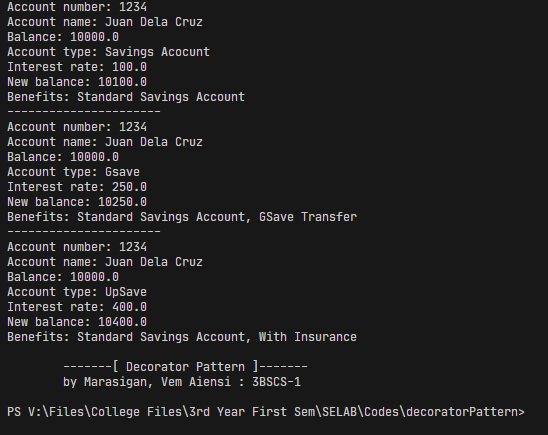 Account number: 1234
Account name: Juan Dela Cruz
Balance: 10000.0
Account type: Savings Acocunt
Interest rate: 100.0
New balance: 10100.0
Benefits: Standard Savings Account
----------------------
Account number: 1234
Account name: Juan Dela Cruz
Balance: 10000.0
Account type: Gsave
Interest rate: 250.0
New balance: 10250.0
Benefits: Standard Savings Account, GSave Transfer
----------------------
Account number: 1234
Account name: Juan Dela Cruz
Balance: 10000.0
Account type: UpSave
Interest rate: 400.0
New balance: 10400.0
Benefits: Standard Savings Account, With Insurance
-------[ Decorator Pattern ]-------
by Marasigan, Vem Aiensi : 3BSCS-1
PS V:\Files\College Files\3rd Year First Sem\SELAB\Codes\decoratorPattern>